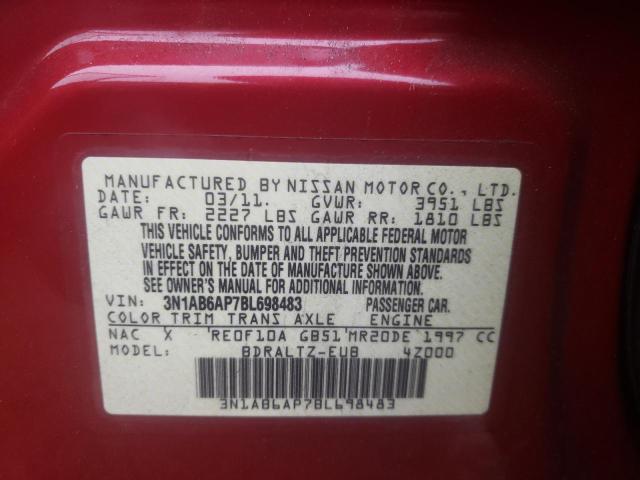 MANUFACTURED BY NISSAN MOTOR CO., LTD.
DATE: 03/11. GVWR: 3951 LBS
GAWR FR: 2227 LBS GAWR RR: 1810 LBS
THIS VEHICLE CONFORMS TO ALL APPLICABLE FEDERAL MOTOR
VEHICLE SAFETY, BUMPER AND THEFT PREVENTION STANDARDS
IN EFFECT ON THE DATE OF MANUFACTURE SHOWN ABOVE.
SEE OWNER'S MANUAL FOR ADDITIONAL INFORMATION.
VIN: 3N1AB6AP7BL698483 PASSENGER CAR.
COLOR TRIM TRANS AXLE ENGINE
NAC X RE0F10A GB51 MR20DE 1997 CC
MODEL: BDRALTZ-EUB 4Z000
3N1AB6AP7BL698483